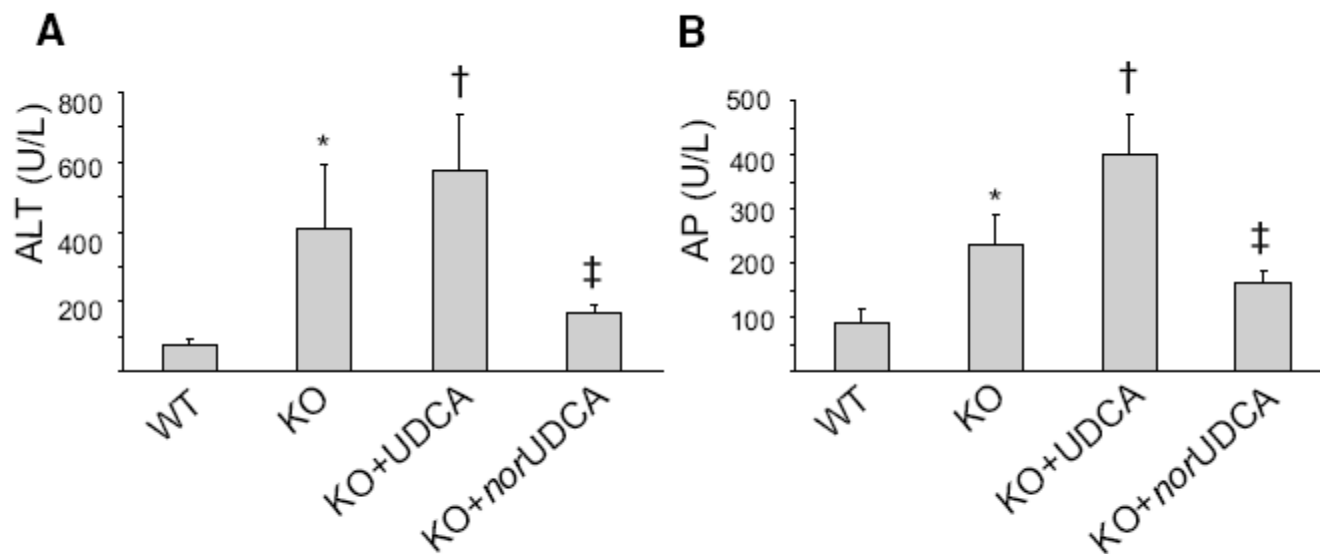 A
ALT (U/L)
800
600
400
200
*
†
‡
WT
KO
KO+UDCA
KO+norUDCA
B
AP (U/L)
500
400
300
200
100
*
†
‡
WT
KO
KO+UDCA
KO+norUDCA